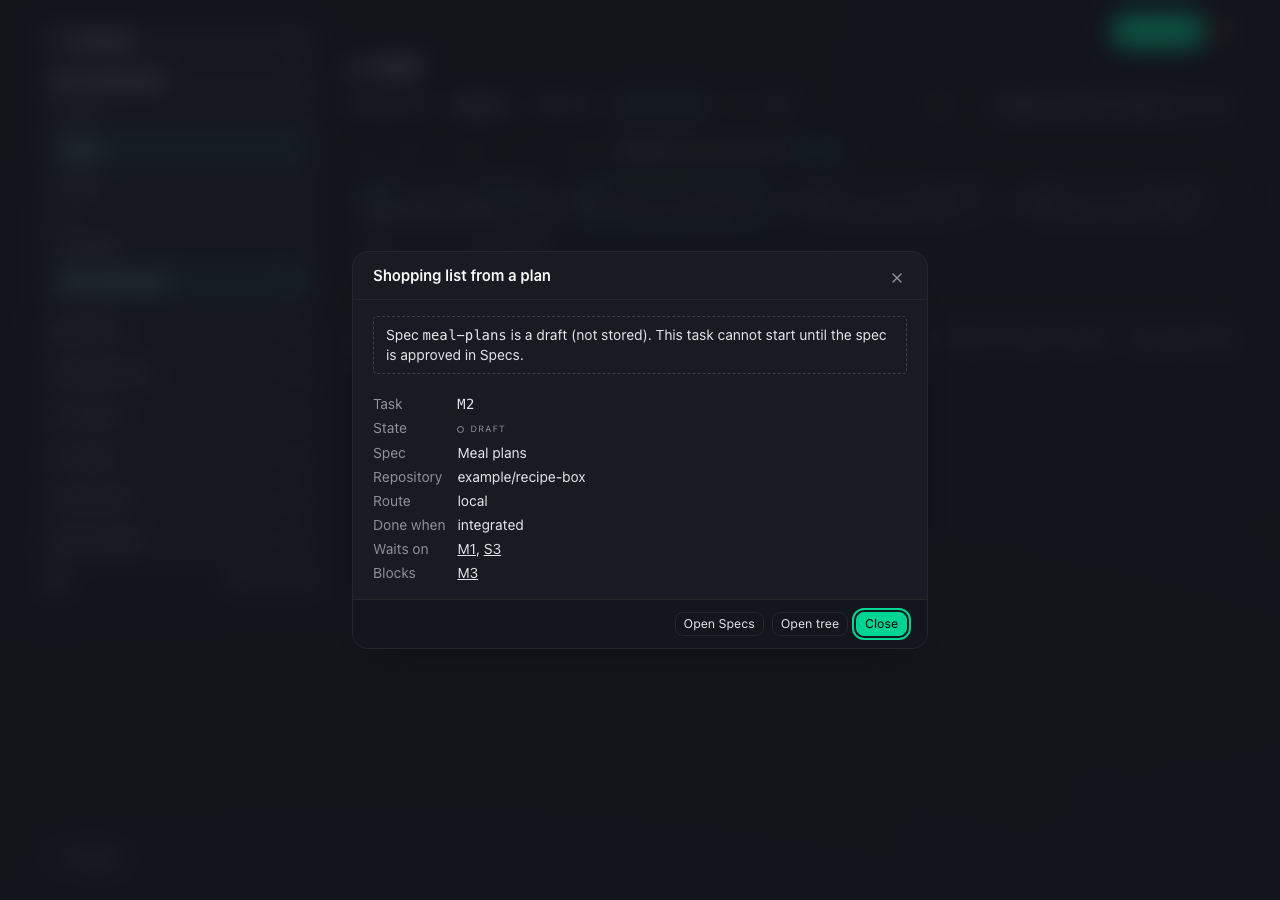 Shopping list from a plan
Spec meal-plans is a draft (not stored). This task cannot start until the spec
is approved in Specs.
Task M2
State DRAFT
Spec Meal plans
Repository example/recipe-box
Route local
Done when integrated
Waits on M1, S3
Blocks M3
Open Specs Open tree Close